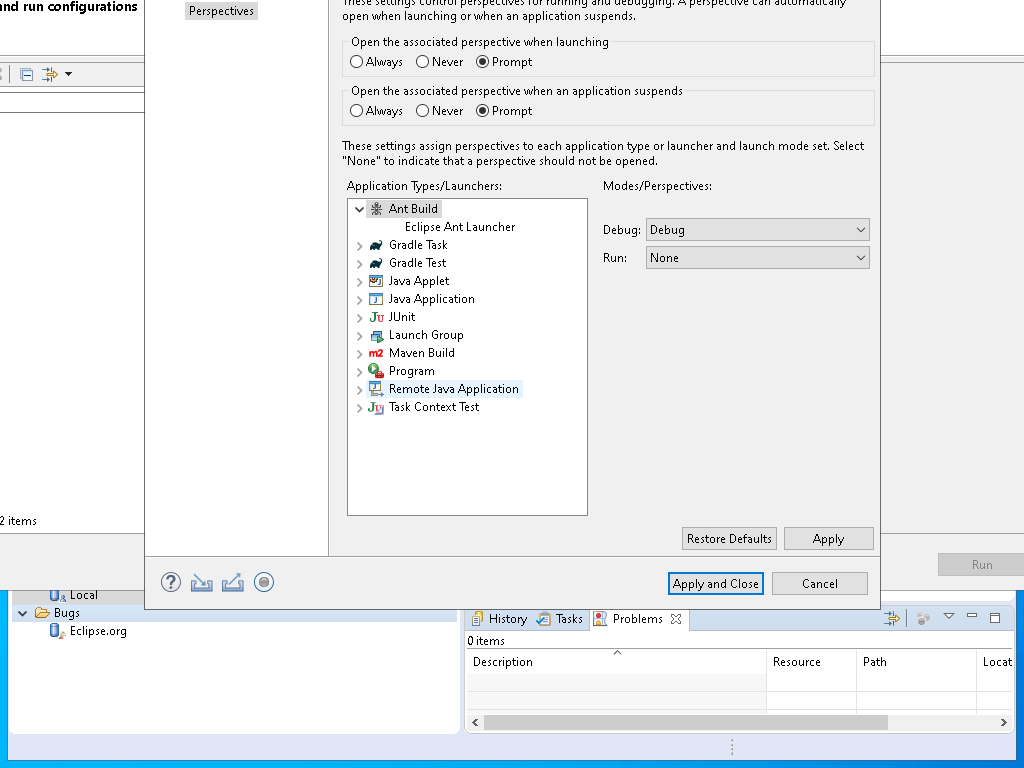 and run configurations
Perspectives
These settings control perspectives for running and debugging. A perspective can automatically
open when launching or when an application suspends.
Open the associated perspective when launching
Always Never Prompt
Open the associated perspective when an application suspends
Always Never Prompt
These settings assign perspectives to each application type or launcher and launch mode set. Select
"None" to indicate that a perspective should not be opened.
Application Types/Launchers:
Modes/Perspectives:
Ant Build
Eclipse Ant Launcher
Gradle Task
Gradle Test
Java Applet
Java Application
JUnit
Launch Group
Maven Build
Program
Remote Java Application
Task Context Test
Debug: Debug
Run: None
2 items
Restore Defaults Apply
Run
Apply and Close Cancel
Local
Bugs
Eclipse.org
History Tasks Problems
0 items
Description Resource Path Locat